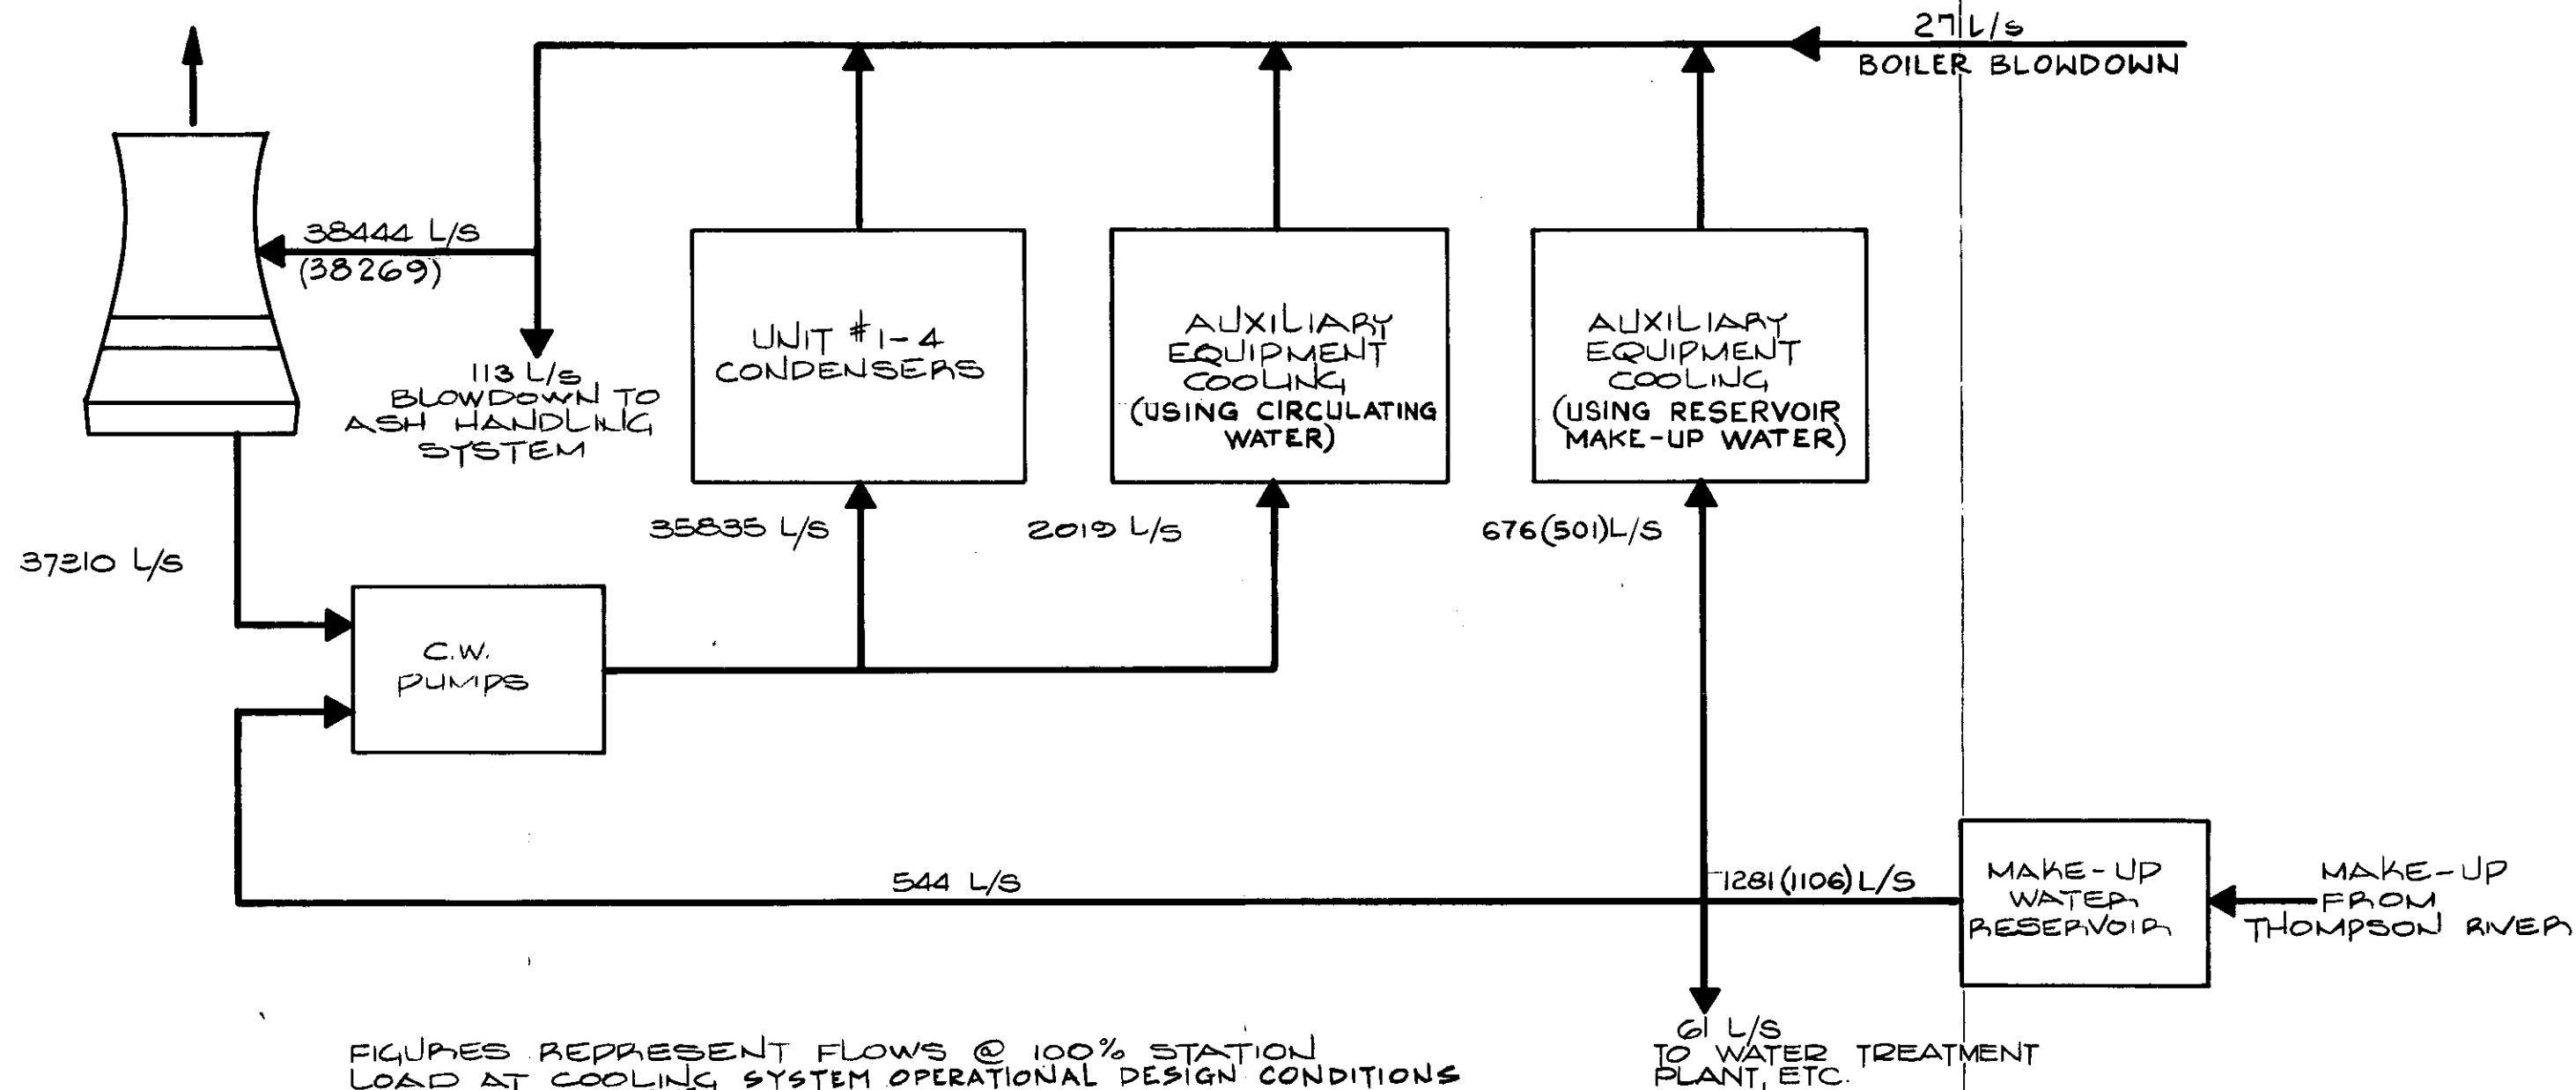 27 L/S
BOILER BLOWDOWN
38444 L/S
(38269)
113 L/S
BLOWDOWN TO
ASH HANDLING
SYSTEM
UNIT #1-4
CONDENSERS
AUXILIARY
EQUIPMENT
COOLING
(USING CIRCULATING
WATER)
AUXILIARY
EQUIPMENT
COOLING
(USING RESERVOIR
MAKE-UP WATER)
37310 L/S
35835 L/S
2019 L/S
676(501)L/S
C.W.
PUMPS
544 L/S
1281(1106)L/S
MAKE-UP
WATER
RESERVOIR
MAKE-UP
FROM
THOMPSON RIVER
61 L/S
TO WATER TREATMENT
PLANT, ETC.
FIGURES REPRESENT FLOWS @ 100% STATION
LOAD AT COOLING SYSTEM OPERATIONAL DESIGN CONDITIONS